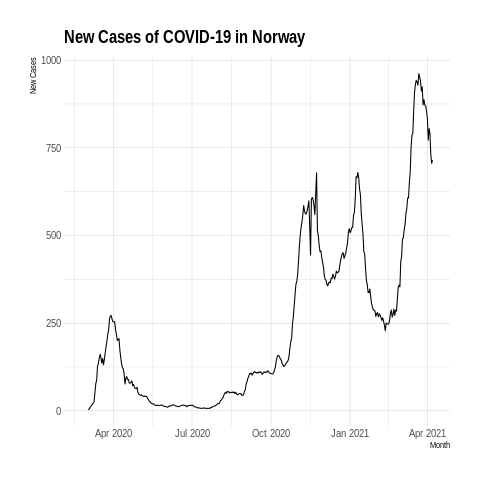 New Cases of COVID-19 in Norway
New Cases
1000
750
500
250
0
Apr 2020
Jul 2020
Oct 2020
Jan 2021
Apr 2021
Month